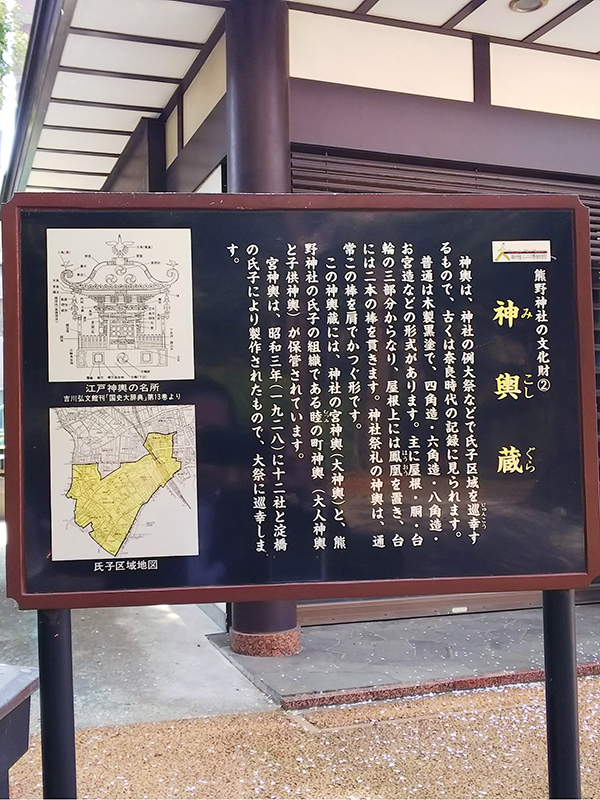 熊野神社の文化財②
神輿蔵
みこしぐら
神輿は、神社の例大祭などで氏子区域を巡幸す
じゅんこう
るもので、古くは奈良時代の記録に見られます。
普通は木製黒塗で、四角造・六角造・八角造・
お宮造などの形式があります。主に屋根・胴・台
輪の三部分からなり、屋根上には鳳凰を置き、台
ほうおう
には二本の棒を貫きます。神社祭礼の神輿は、通
常この棒を肩でかつぐ形です。
この神輿蔵には、神社の宮神輿(大神輿)と、熊
野神社の氏子の組織である睦の町神輿(大人神輿
むつみ
と子供神輿)が保管されています。
宮神輿は、昭和三年(一九二八)に十二社と淀橋
の氏子により製作されたもので、大祭に巡幸しま
す。
江戸神輿の名所
吉川弘文館刊「国史大辞典」第13巻より
氏子区域地図